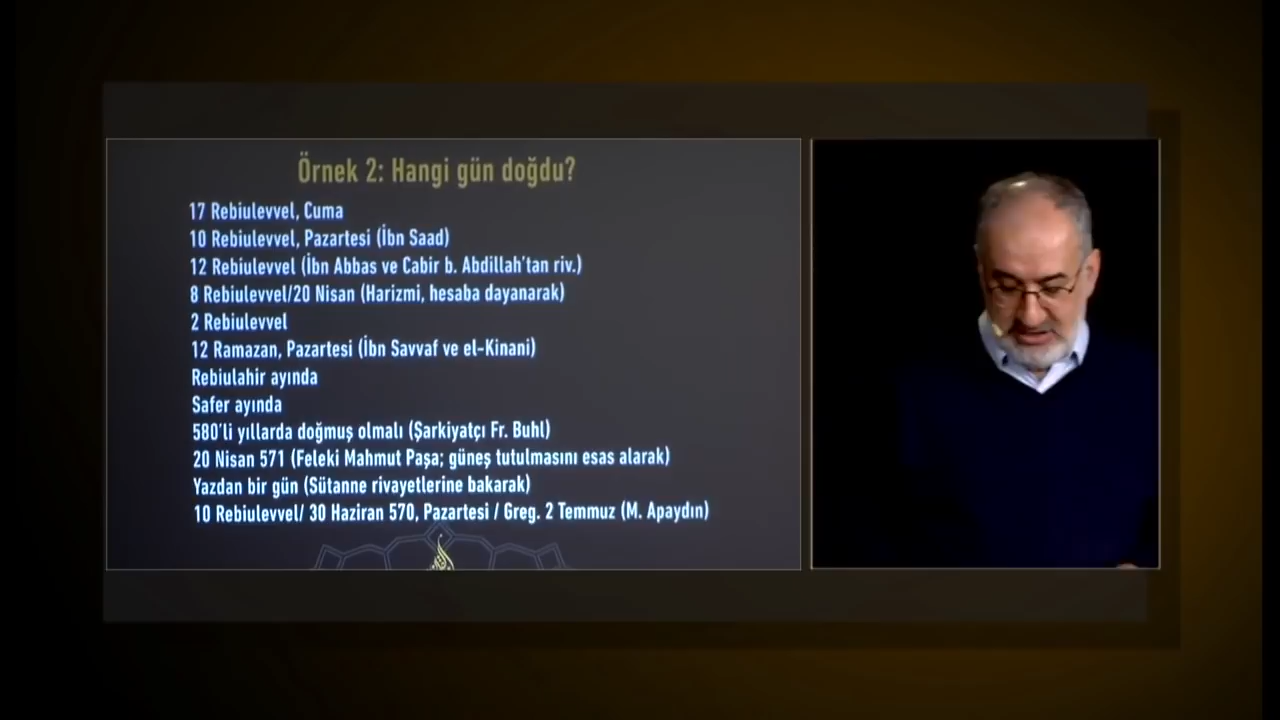 Örnek 2: Hangi gün doğdu?
17 Rebiulevvel, Cuma
10 Rebiulevvel, Pazartesi (İbn Saad)
12 Rebiulevvel (İbn Abbas ve Cabir b. Abdillah'tan riv.)
8 Rebiulevvel/20 Nisan (Harizmi, hesaba dayanarak)
2 Rebiulevvel
12 Ramazan, Pazartesi (İbn Savvaf ve el-Kinani)
Rebiulahir ayında
Safer ayında
580'li yıllarda doğmuş olmalı (Şarkiyatçı Fr. Buhl)
20 Nisan 571 (Feleki Mahmut Paşa; güneş tutulmasını esas alarak)
Yazdan bir gün (Sütanne rivayetlerine bakarak)
10 Rebiulevvel/ 30 Haziran 570, Pazartesi / Greg. 2 Temmuz (M. Apaydın)